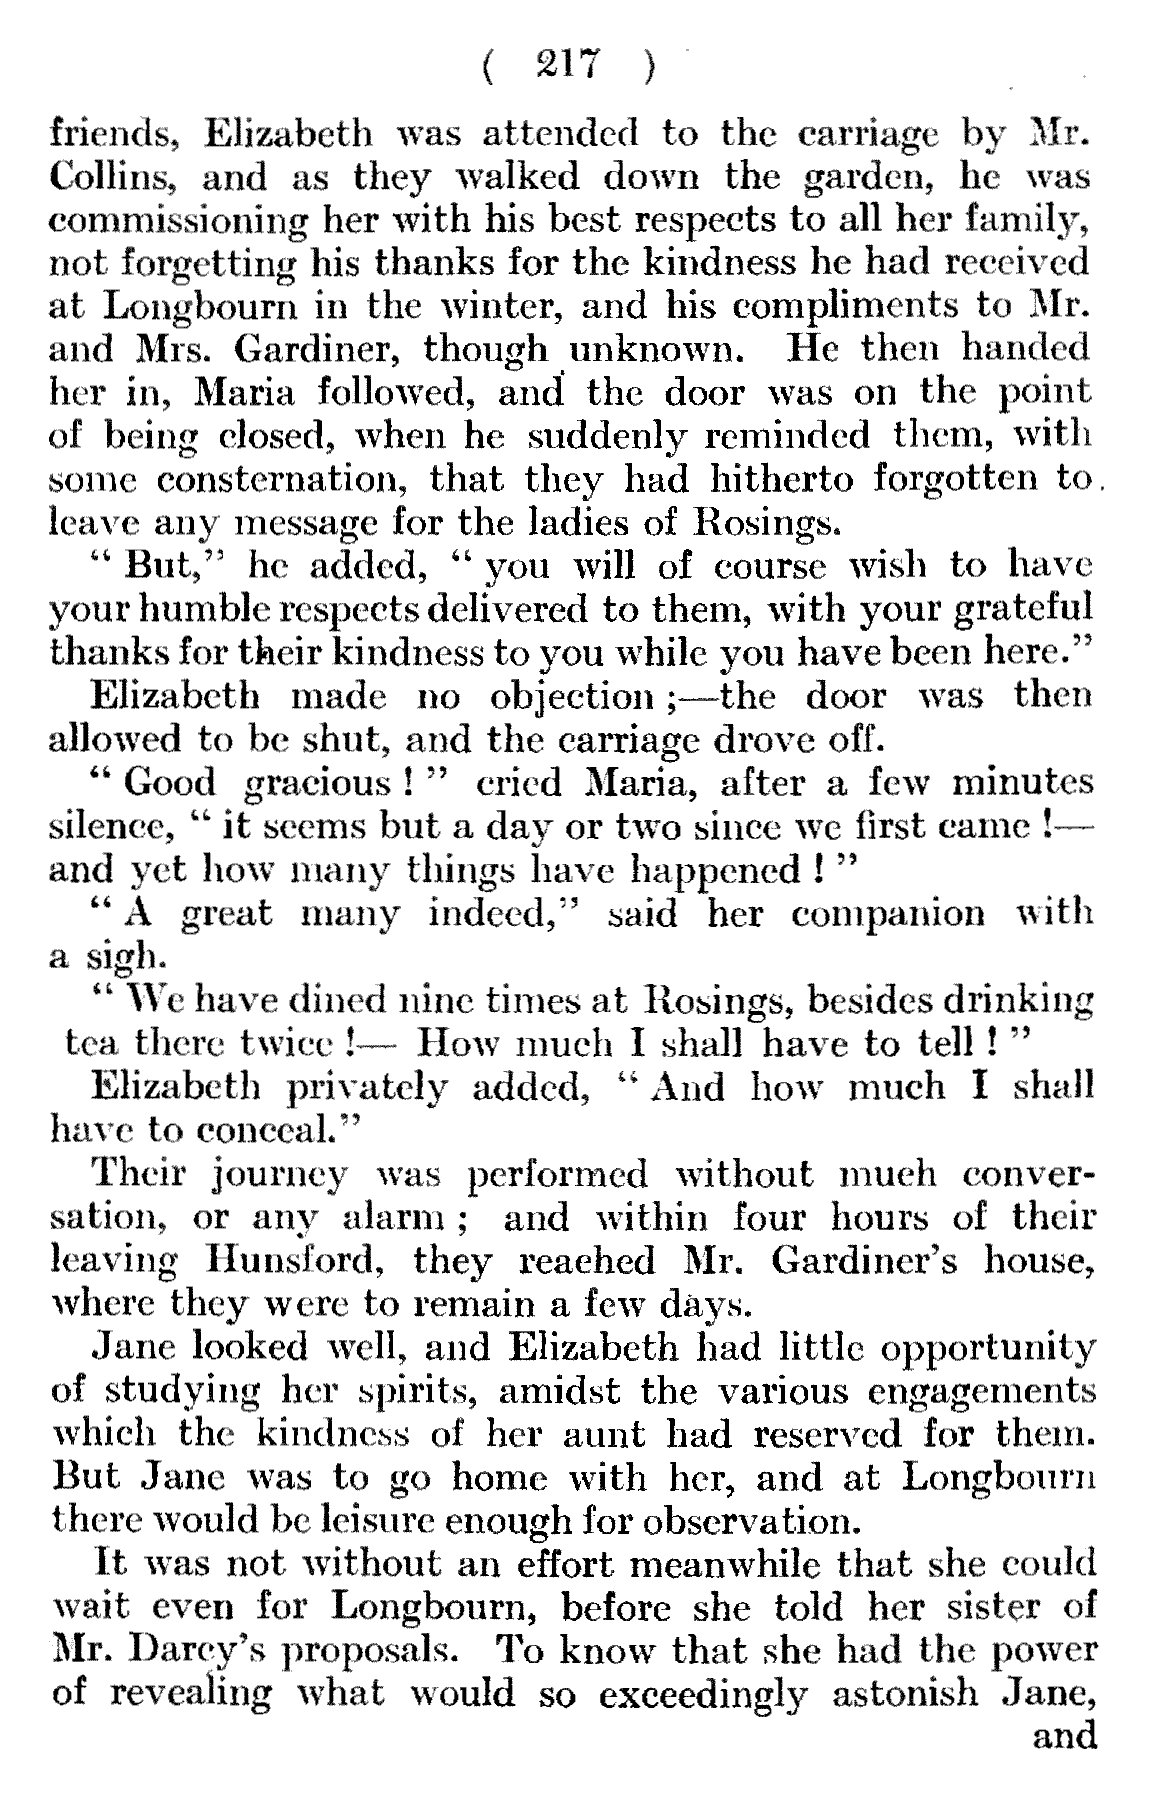 ( 217 )
friends, Elizabeth was attended to the carriage by Mr.
Collins, and as they walked down the garden, he was
commissioning her with his best respects to all her family,
not forgetting his thanks for the kindness he had received
at Longbourn in the winter, and his compliments to Mr.
and Mrs. Gardiner, though unknown. He then handed
her in, Maria followed, and the door was on the point
of being closed, when he suddenly reminded them, with
some consternation, that they had hitherto forgotten to
leave any message for the ladies of Rosings.
“ But,” he added, “ you will of course wish to have
your humble respects delivered to them, with your grateful
thanks for their kindness to you while you have been here.”
Elizabeth made no objection ;—the door was then
allowed to be shut, and the carriage drove off.
“ Good gracious ! ” cried Maria, after a few minutes
silence, “ it seems but a day or two since we first came !—
and yet how many things have happened ! ”
“ A great many indeed,” said her companion with
a sigh.
“ We have dined nine times at Rosings, besides drinking
tea there twice !— How much I shall have to tell ! ”
Elizabeth privately added, “ And how much I shall
have to conceal.”
Their journey was performed without much conver-
sation, or any alarm ; and within four hours of their
leaving Hunsford, they reached Mr. Gardiner’s house,
where they were to remain a few days.
Jane looked well, and Elizabeth had little opportunity
of studying her spirits, amidst the various engagements
which the kindness of her aunt had reserved for them.
But Jane was to go home with her, and at Longbourn
there would be leisure enough for observation.
It was not without an effort meanwhile that she could
wait even for Longbourn, before she told her sister of
Mr. Darcy’s proposals. To know that she had the power
of revealing what would so exceedingly astonish Jane,
and